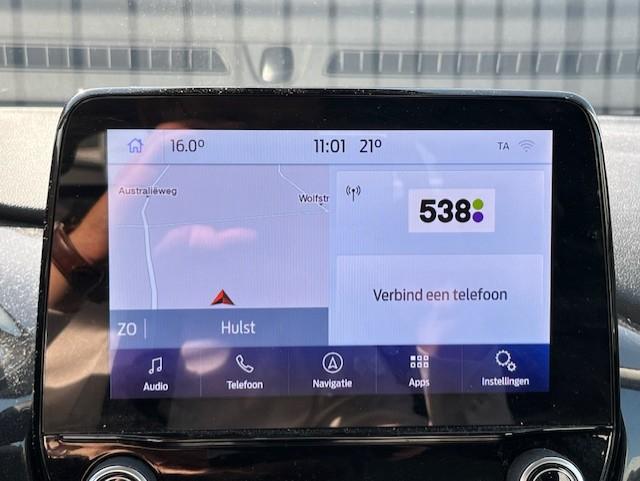 16.0° 11:01 21° TA
Australiëweg
Wolfstr
538
Verbind een telefoon
ZO Hulst
Audio Telefoon Navigatie Apps Instellingen